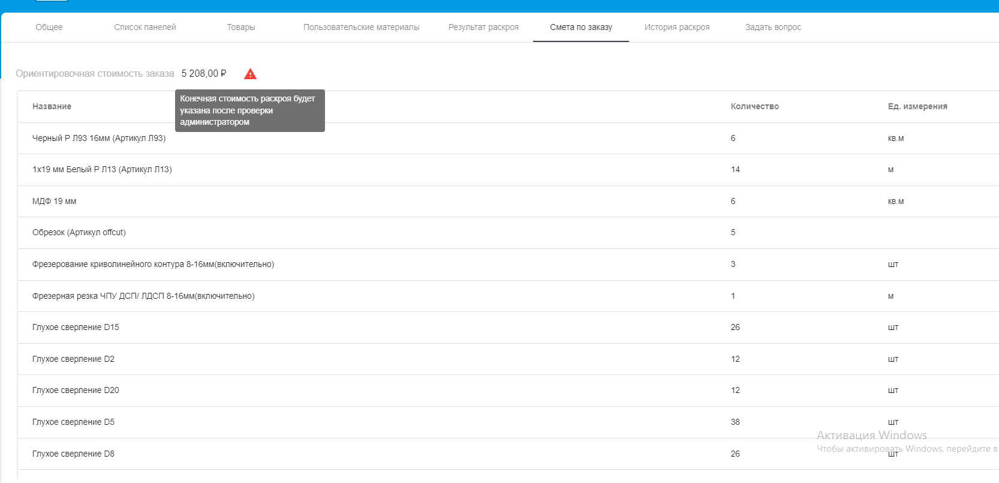 Общее Список панелей Товары Пользовательские материалы Результат раскроя Смета по заказу История раскроя Задать вопрос
Ориентировочная стоимость заказа 5 208,00 ₽
Конечная стоимость раскроя будет
указана после проверки
администратором
Название Количество Ед. измерения
Черный Р Л93 16мм (Артикул Л93) 6 кв.м
1х19 мм Белый Р Л13 (Артикул Л13) 14 м
МДФ 19 мм 6 кв.м
Обрезок (Артикул offcut) 5
Фрезерование криволинейного контура 8-16мм(включительно) 3 шт
Фрезерная резка ЧПУ ДСП/ ЛДСП 8-16мм(включительно) 1 м
Глухое сверление D15 26 шт
Глухое сверление D2 12 шт
Глухое сверление D20 12 шт
Глухое сверление D5 38 шт
Активация Windows
Чтобы активировать Windows, перейдите в
Глухое сверление D8 26 шт